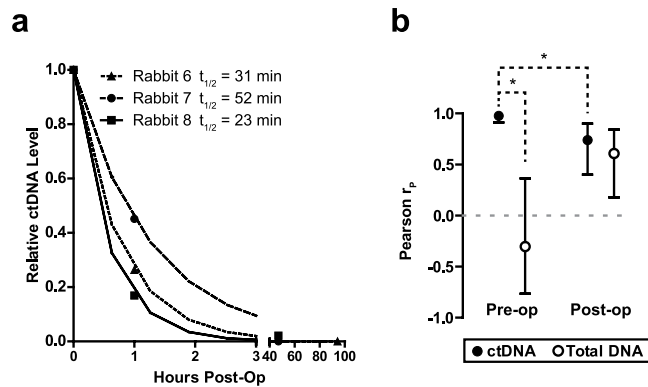 a
b
Rabbit 6 t1/2 = 31 min
Rabbit 7 t1/2 = 52 min
Rabbit 8 t1/2 = 23 min
Relative ctDNA Level
1.0
0.8
0.6
0.4
0.2
0.0
0 1 2 3 40 60 80 100
Hours Post-Op
* *
Pearson rP
1.0
0.5
0.0
-0.5
-1.0
Pre-op Post-op
ctDNA Total DNA